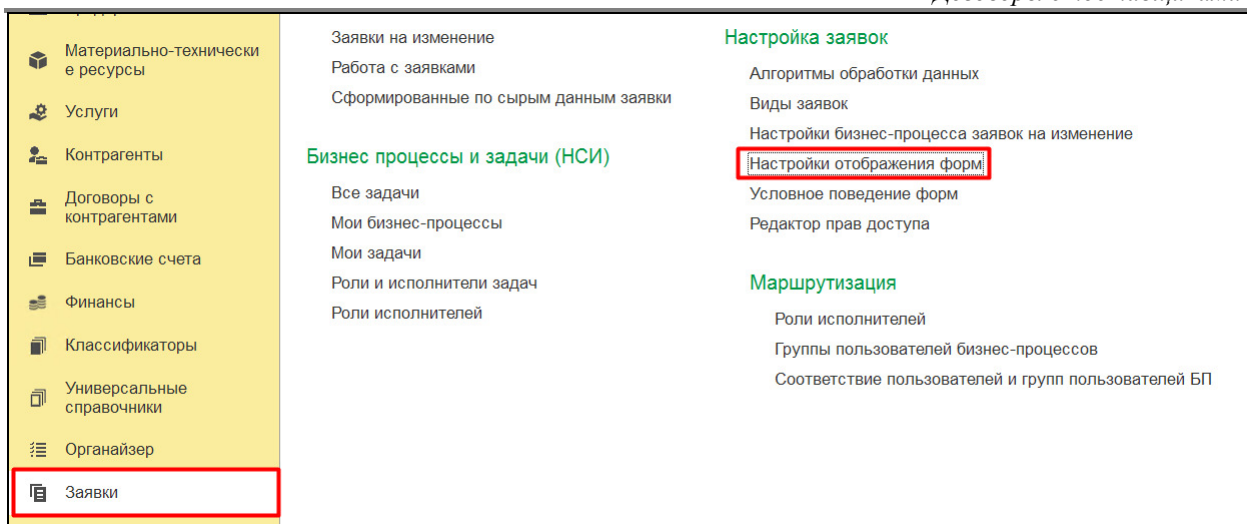 Материально-технически
е ресурсы
Услуги
Контрагенты
Договоры с
контрагентами
Банковские счета
Финансы
Классификаторы
Универсальные
справочники
Органайзер
Заявки
Заявки на изменение
Работа с заявками
Сформированные по сырым данным заявки
Бизнес процессы и задачи (НСИ)
Все задачи
Мои бизнес-процессы
Мои задачи
Роли и исполнители задач
Роли исполнителей
Настройка заявок
Алгоритмы обработки данных
Виды заявок
Настройки бизнес-процесса заявок на изменение
Настройки отображения форм
Условное поведение форм
Редактор прав доступа
Маршрутизация
Роли исполнителей
Группы пользователей бизнес-процессов
Соответствие пользователей и групп пользователей БП